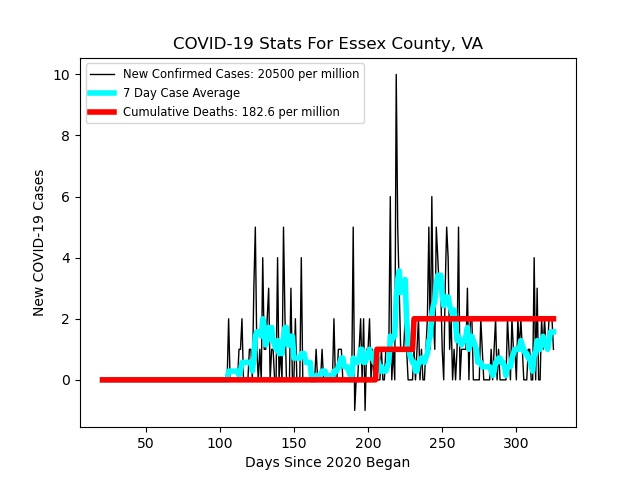 COVID-19 Stats For Essex County, VA
New Confirmed Cases: 20500 per million
7 Day Case Average
Cumulative Deaths: 182.6 per million
New COVID-19 Cases
10
8
6
4
2
0
50 100 150 200 250 300
Days Since 2020 Began